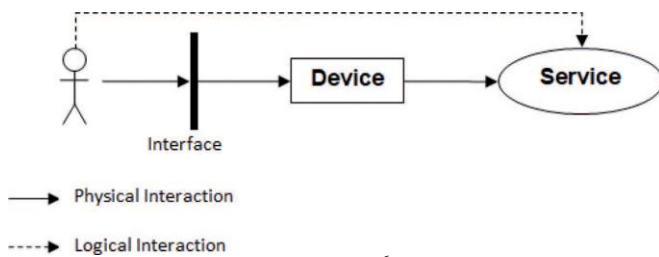 Device
Service
Interface
Physical Interaction
Logical Interaction